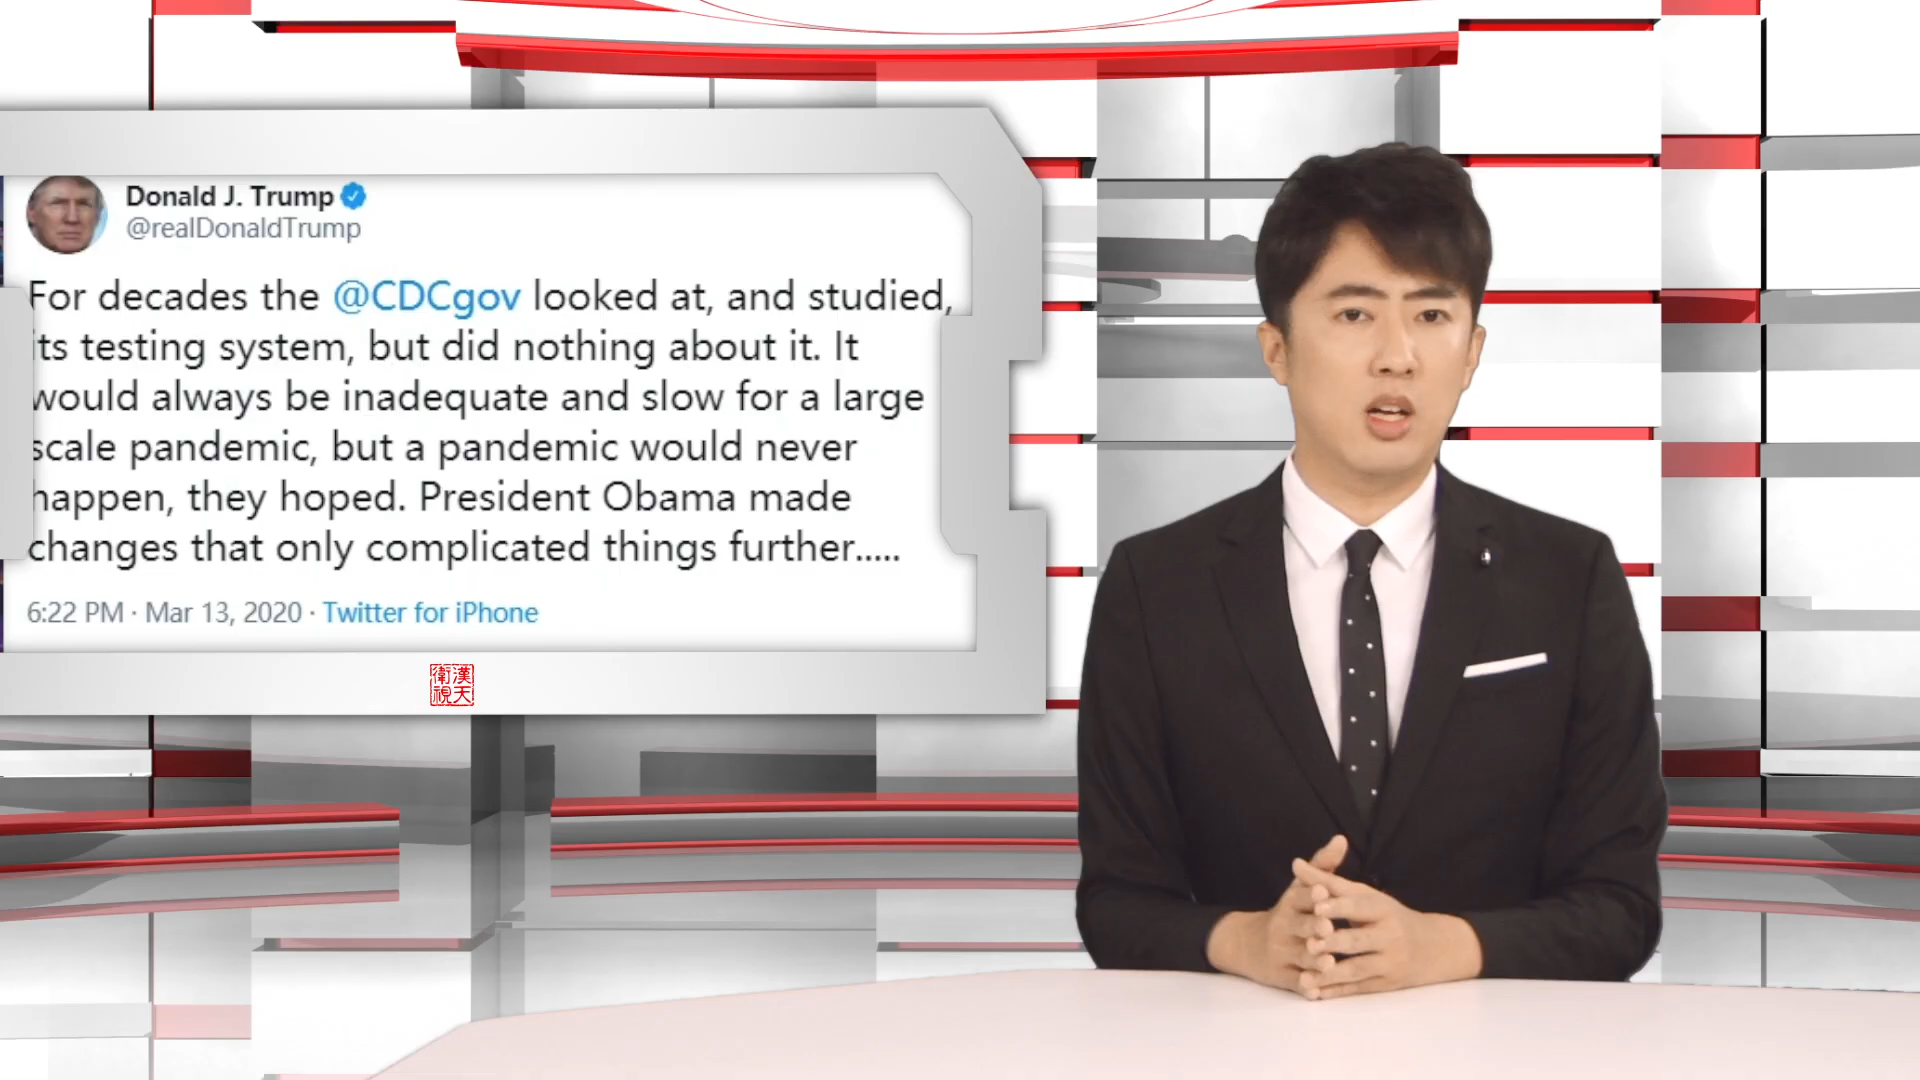 Donald J. Trump
@realDonaldTrump
For decades the @CDCgov looked at, and studied,
its testing system, but did nothing about it. It
would always be inadequate and slow for a large
scale pandemic, but a pandemic would never
happen, they hoped. President Obama made
changes that only complicated things further.....
6:22 PM · Mar 13, 2020 · Twitter for iPhone
漢天
衛視